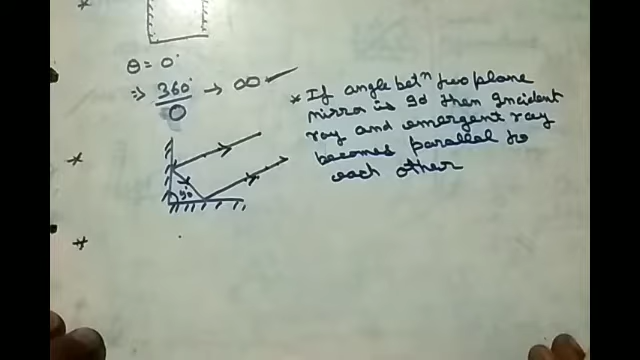 θ = 0°
⇒ 360°/0 → ∞
* If angle betⁿ two plane
mirror is 90 then incident
ray and emergent ray
becomes parallel to
each other
90°